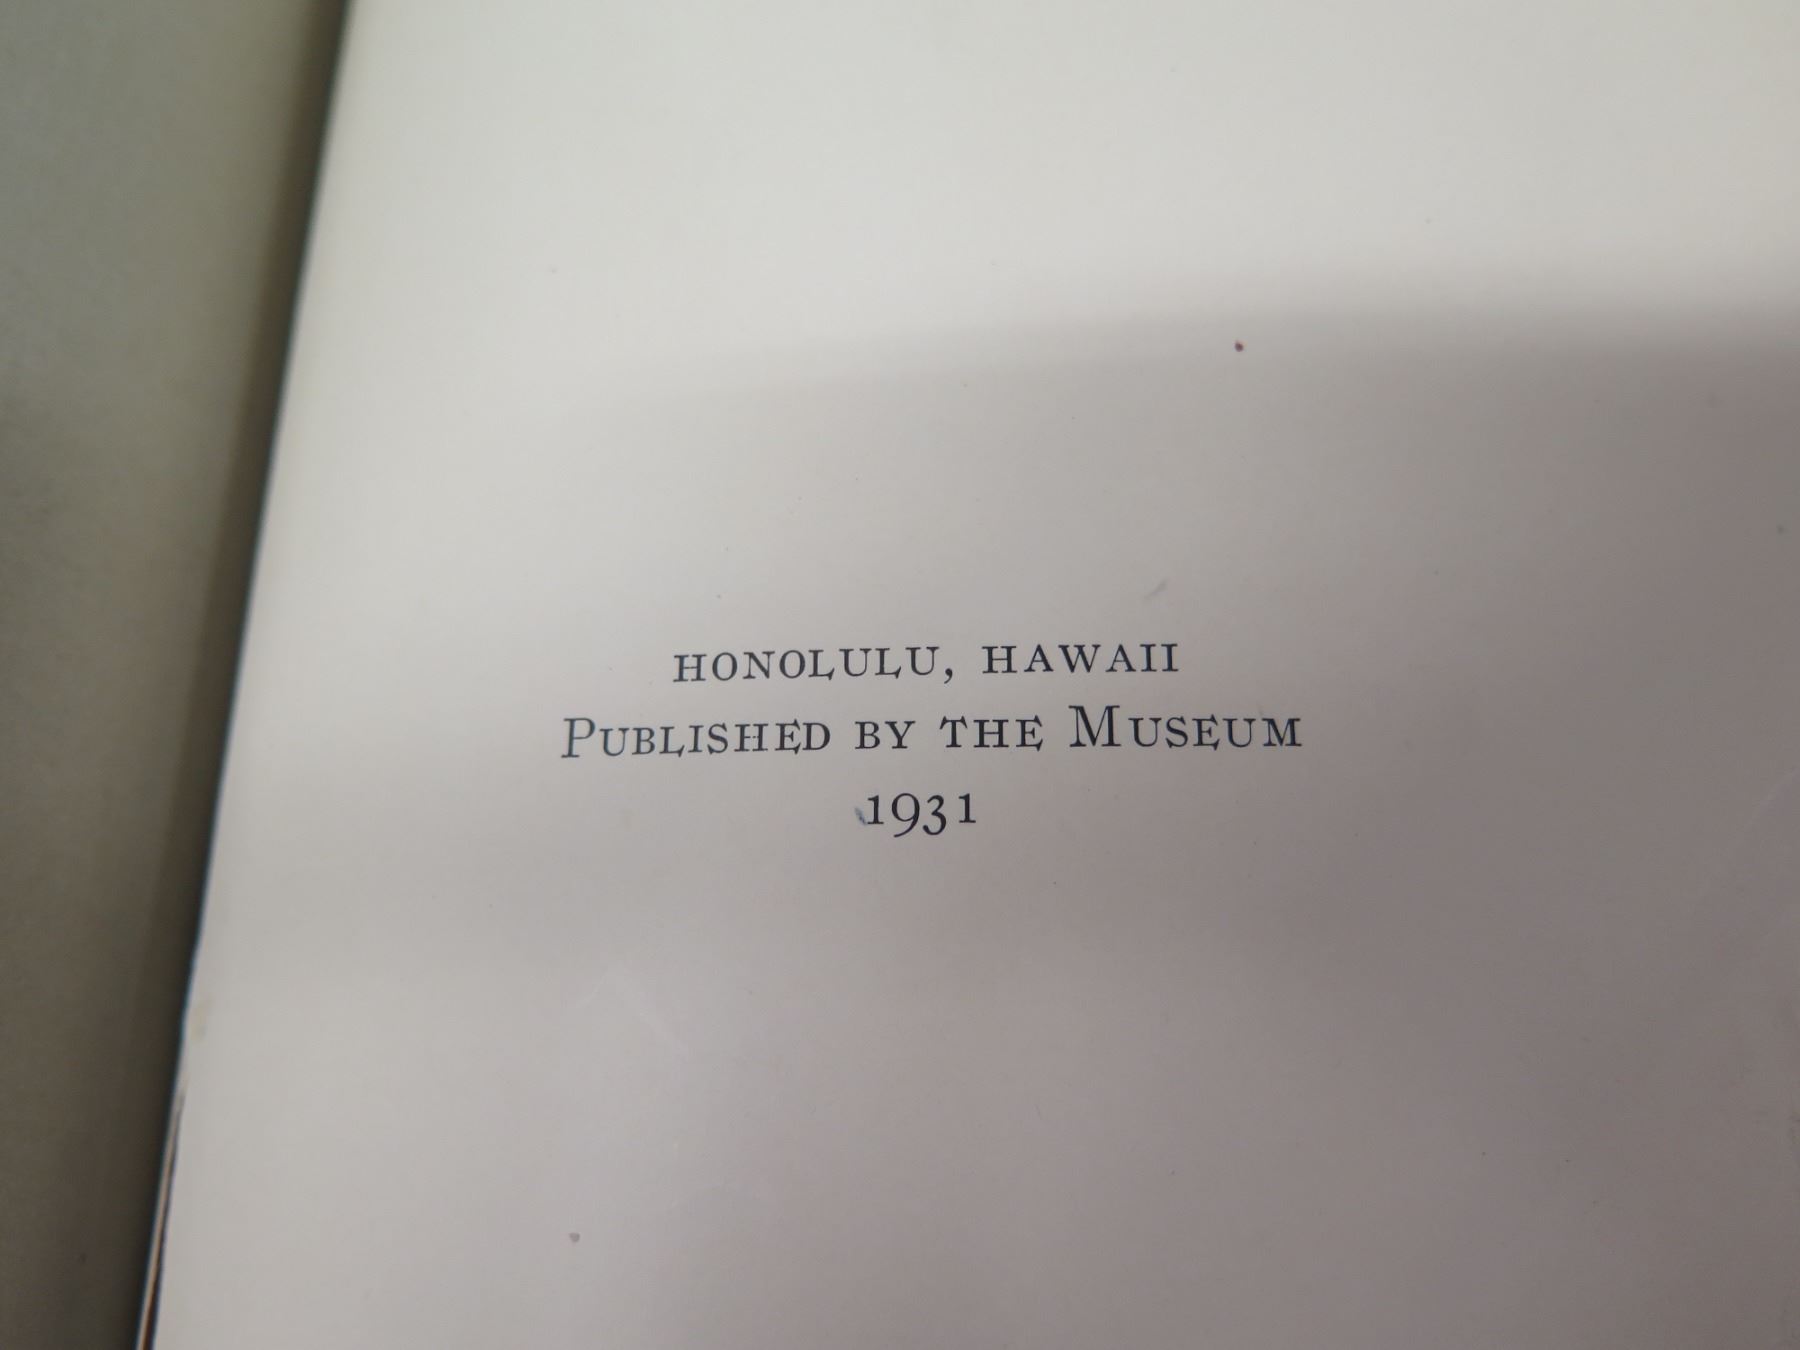 HONOLULU, HAWAII
PUBLISHED BY THE MUSEUM
1931